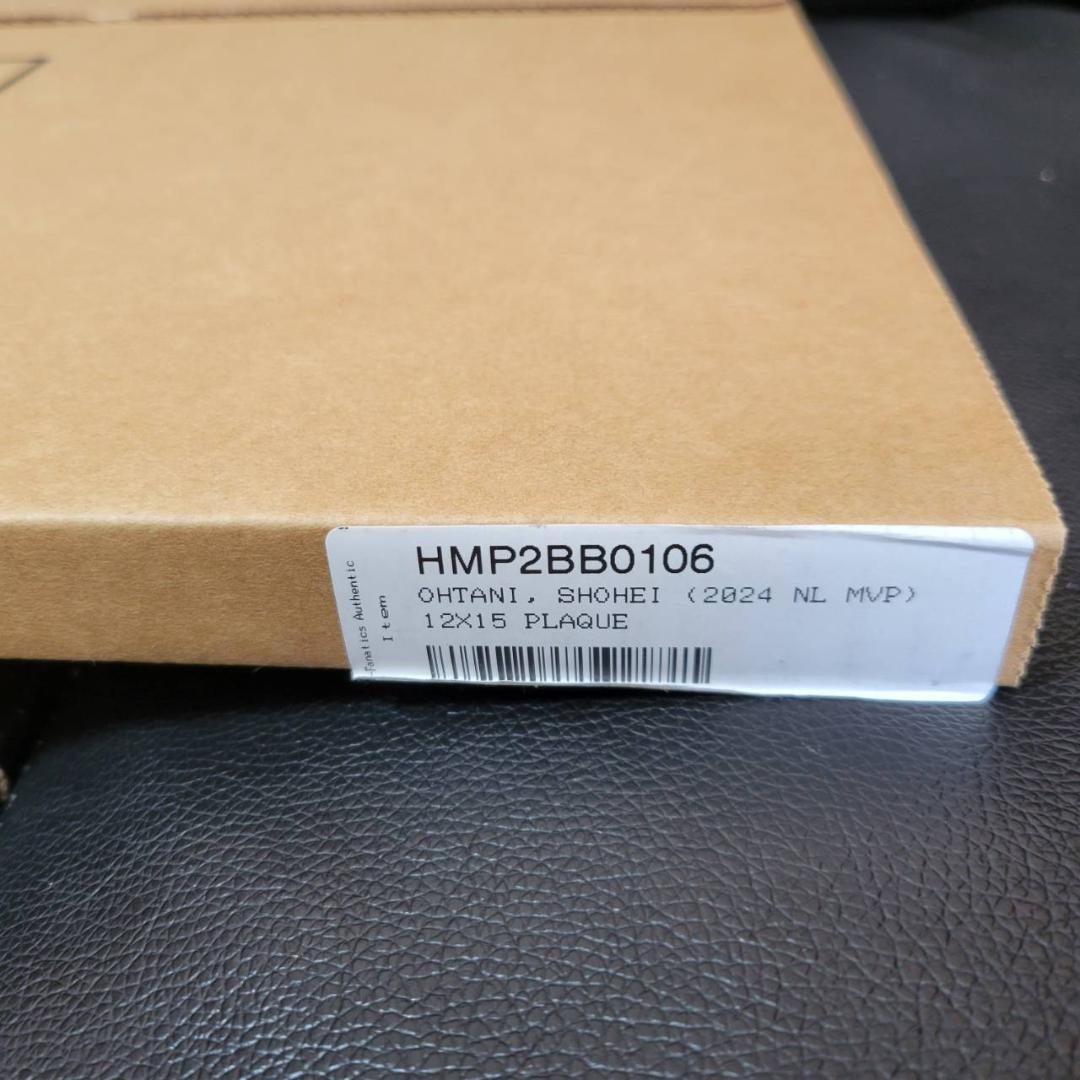 HMP2BB0106
OHTANI, SHOHEI (2024 NL MVP)
12X15 PLAQUE
Fanatics Authentic
Item